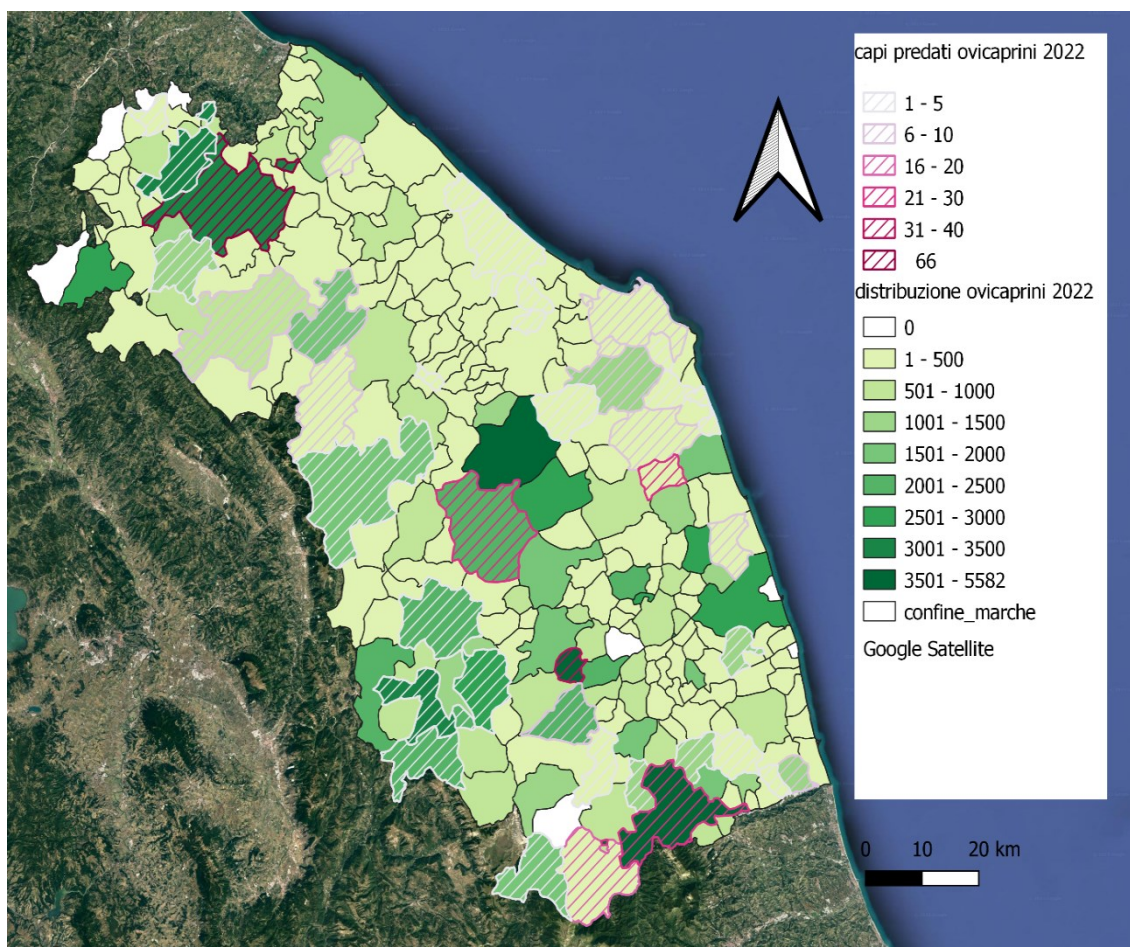 capi predati ovicaprini 2022
1 - 5
6 - 10
16 - 20
21 - 30
31 - 40
66
distribuzione ovicaprini 2022
0
1 - 500
501 - 1000
1001 - 1500
1501 - 2000
2001 - 2500
2501 - 3000
3001 - 3500
3501 - 5582
confine_marche
Google Satellite
0 10 20 km